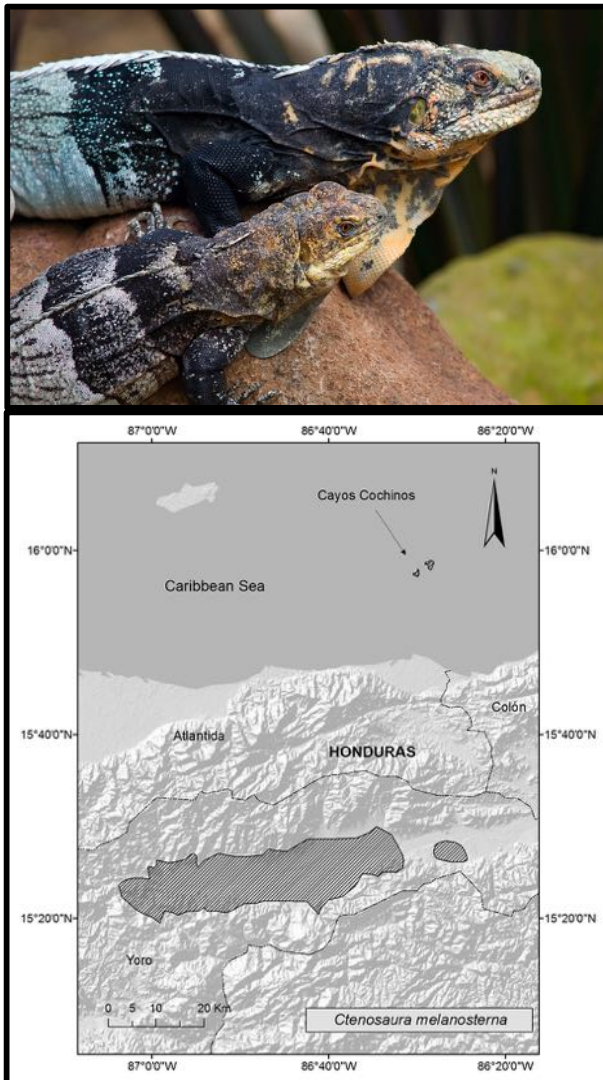 87°0'0"W 86°40'0"W 86°20'0"W
N
Cayos Cochinos
16°0'0"N 16°0'0"N
Caribbean Sea
Colón
Atlantida
15°40'0"N HONDURAS 15°40'0"N
15°20'0"N 15°20'0"N
Yoro
0 5 10 20 Km
Ctenosaura melanosterna
87°0'0"W 86°40'0"W 86°20'0"W